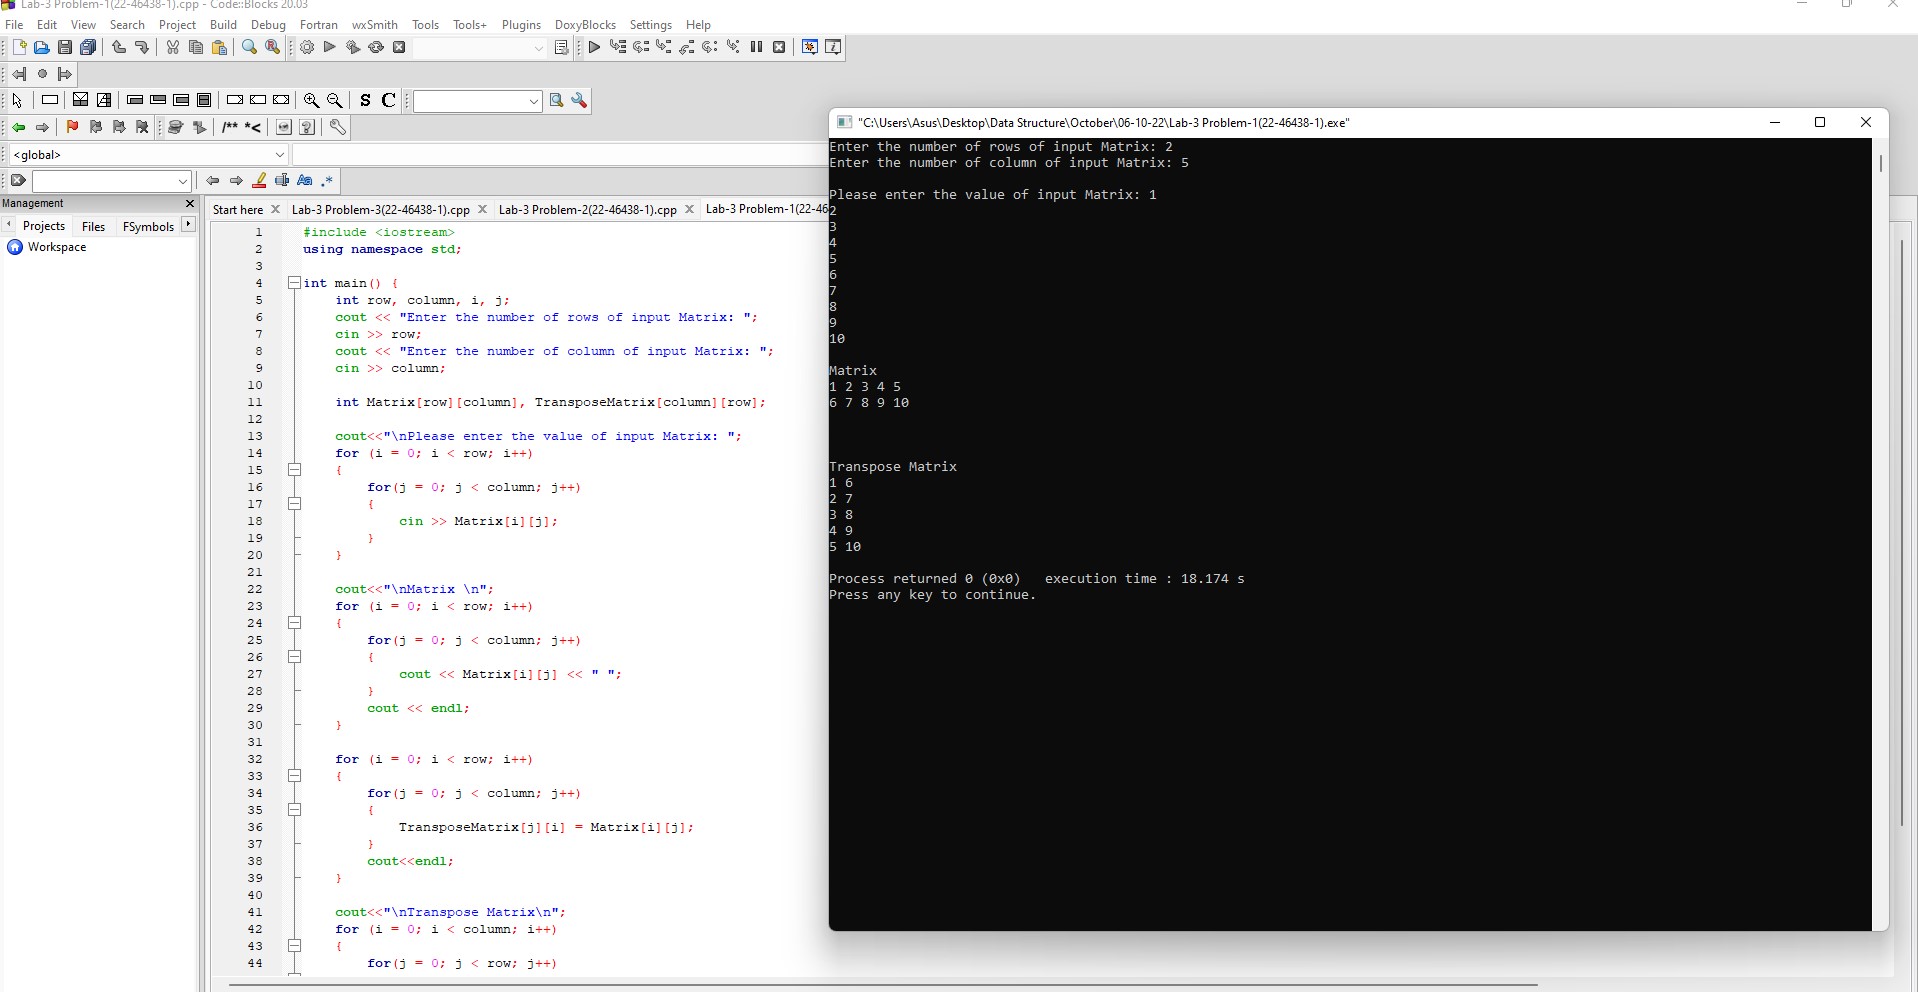 Lab-3 Problem-1(22-46438-1).cpp - Code::Blocks 20.03
File Edit View Search Project Build Debug Fortran wxSmith Tools Tools+ Plugins DoxyBlocks Settings Help
S C
/** *<
<global>
Aa .*
Management
Projects Files FSymbols
Workspace
Start here Lab-3 Problem-3(22-46438-1).cpp Lab-3 Problem-2(22-46438-1).cpp Lab-3 Problem-1(22-46
1 #include <iostream>
2 using namespace std;
3
4 int main() {
5 int row, column, i, j;
6 cout << "Enter the number of rows of input Matrix: ";
7 cin >> row;
8 cout << "Enter the number of column of input Matrix: ";
9 cin >> column;
10
11 int Matrix[row][column], TransposeMatrix[column][row];
12
13 cout<<"\nPlease enter the value of input Matrix: ";
14 for (i = 0; i < row; i++)
15 {
16 for(j = 0; j < column; j++)
17 {
18 cin >> Matrix[i][j];
19 }
20 }
21
22 cout<<"\nMatrix \n";
23 for (i = 0; i < row; i++)
24 {
25 for(j = 0; j < column; j++)
26 {
27 cout << Matrix[i][j] << " ";
28 }
29 cout << endl;
30 }
31
32 for (i = 0; i < row; i++)
33 {
34 for(j = 0; j < column; j++)
35 {
36 TransposeMatrix[j][i] = Matrix[i][j];
37 }
38 cout<<endl;
39 }
40
41 cout<<"\nTranspose Matrix\n";
42 for (i = 0; i < column; i++)
43 {
44 for(j = 0; j < row; j++)
"C:\Users\Asus\Desktop\Data Structure\October\06-10-22\Lab-3 Problem-1(22-46438-1).exe"
Enter the number of rows of input Matrix: 2
Enter the number of column of input Matrix: 5
Please enter the value of input Matrix: 1
2
3
4
5
6
7
8
9
10
Matrix
1 2 3 4 5
6 7 8 9 10
Transpose Matrix
1 6
2 7
3 8
4 9
5 10
Process returned 0 (0x0) execution time : 18.174 s
Press any key to continue.